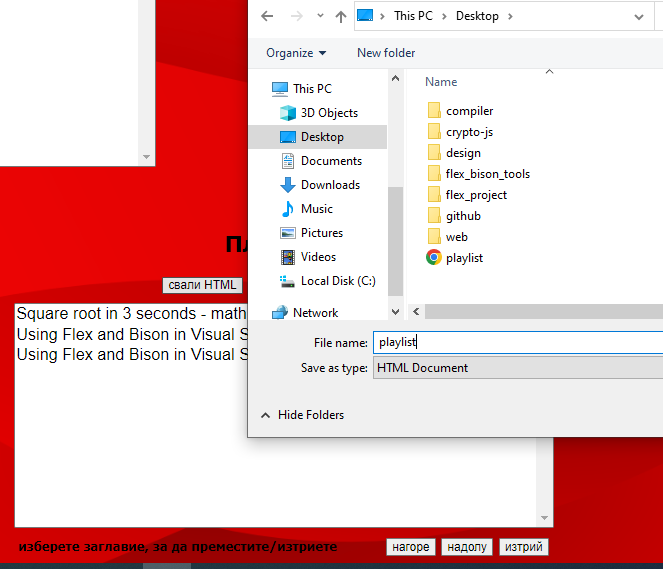 This PC
Desktop
Organize
New folder
Name
This PC
3D Objects
Desktop
Documents
Downloads
Music
Pictures
Videos
Local Disk (C:)
Network
compiler
crypto-js
design
flex_bison_tools
flex_project
github
web
playlist
File name: playlist
Save as type: HTML Document
Hide Folders
свали HTML
Square root in 3 seconds - math
Using Flex and Bison in Visual S
Using Flex and Bison in Visual S
изберете заглавие, за да преместите/изтриете
нагоре надолу изтрий